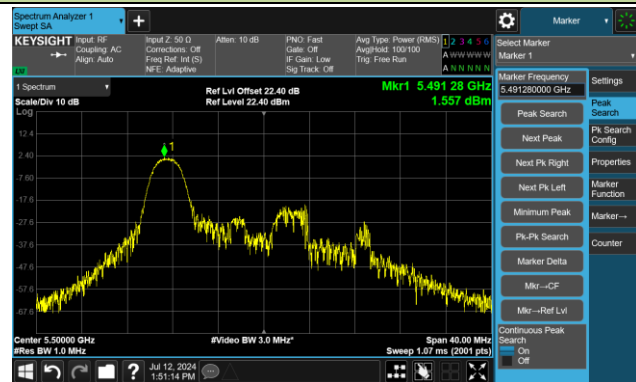 Spectrum Analyzer 1
Swept SA
Marker
KEYSIGHT
Input: RF
Coupling: AC
Align: Auto
Input Z: 50 Ω
Corrections: Off
Freq Ref: Int (S)
NFE: Adaptive
Atten: 10 dB
PNO: Fast
Gate: Off
IF Gain: Low
Sig Track: Off
Avg Type: Power (RMS)
Avg|Hold: 100/100
Trig: Free Run
1 2 3 4 5 6
A W W W W W
A N N N N N
LW
Select Marker
Marker 1
1 Spectrum
Scale/Div 10 dB
Log
Ref Lvl Offset 22.40 dB
Ref Level 22.40 dBm
Mkr1 5.491 28 GHz
1.557 dBm
1
12.4
2.40
-7.60
-17.6
-27.6
-37.6
-47.6
-57.6
-67.6
Center 5.50000 GHz
#Res BW 1.0 MHz
#Video BW 3.0 MHz*
Span 40.00 MHz
Sweep 1.07 ms (2001 pts)
Marker Frequency
5.491280000 GHz
Peak Search
Next Peak
Next Pk Right
Next Pk Left
Minimum Peak
Pk-Pk Search
Marker Delta
Mkr→CF
Mkr→Ref Lvl
Continuous Peak
Search
On
Off
Settings
Peak
Search
Pk Search
Config
Properties
Marker
Function
Marker→
Counter
?
Jul 12, 2024
1:51:14 PM